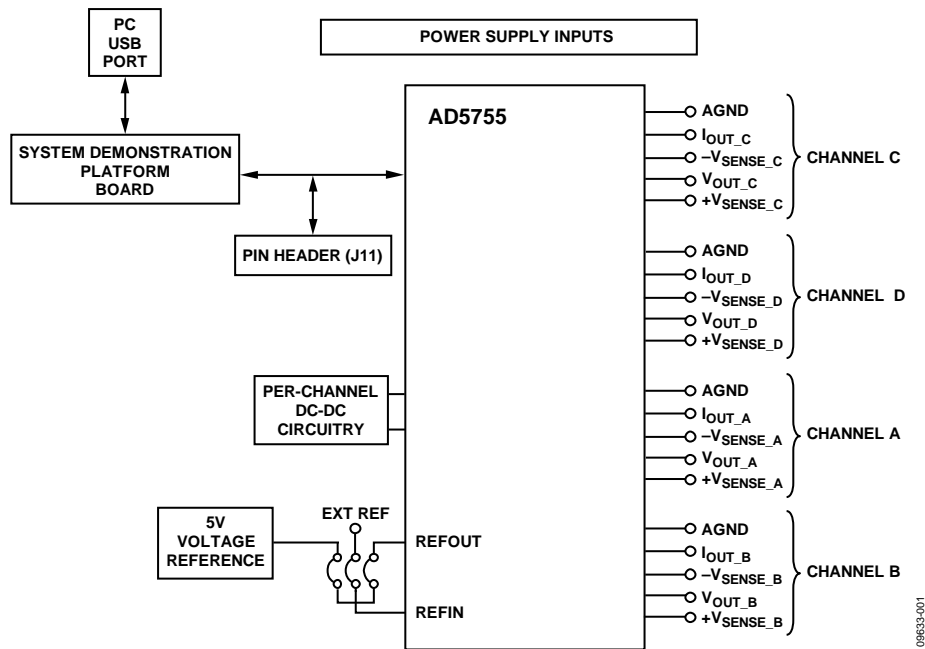 PC
USB
PORT
POWER SUPPLY INPUTS
SYSTEM DEMONSTRATION
PLATFORM
BOARD
PIN HEADER (J11)
AD5755
PER-CHANNEL
DC-DC
CIRCUITRY
5V
VOLTAGE
REFERENCE
EXT REF
REFOUT
REFIN
AGND
IOUT_C
–VSENSE_C
VOUT_C
+VSENSE_C
CHANNEL C
AGND
IOUT_D
–VSENSE_D
VOUT_D
+VSENSE_D
CHANNEL D
AGND
IOUT_A
–VSENSE_A
VOUT_A
+VSENSE_A
CHANNEL A
AGND
IOUT_B
–VSENSE_B
VOUT_B
+VSENSE_B
CHANNEL B
09633-001